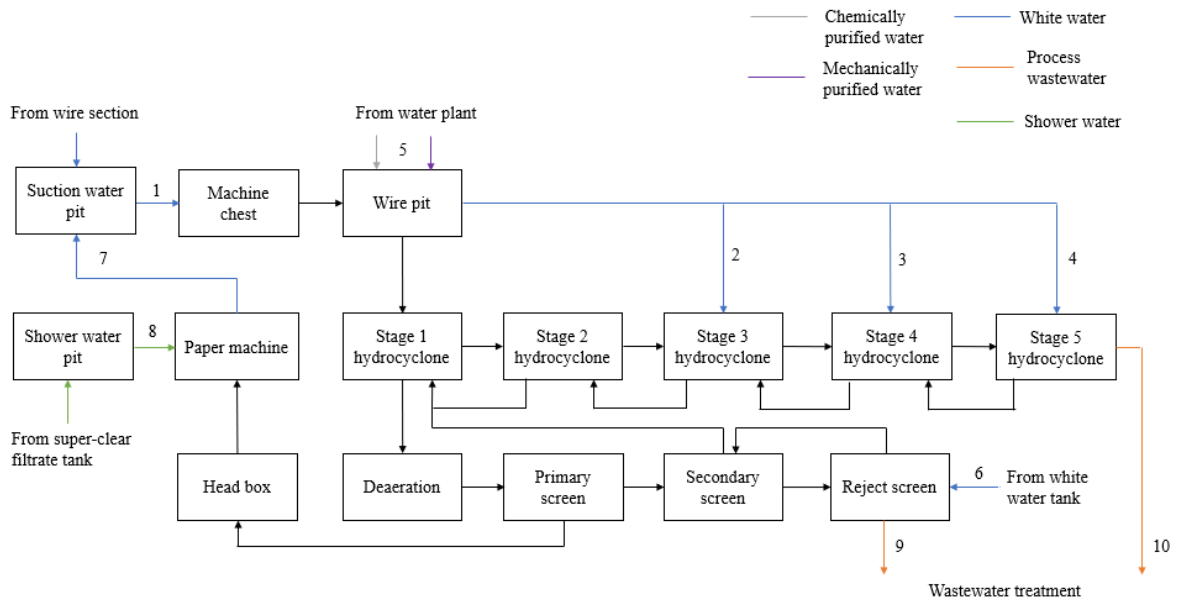 Chemically
purified water
White water
Mechanically
purified water
Process
wastewater
Shower water
From wire section
From water plant
5
Suction water
pit
1
Machine
chest
Wire pit
7
2
3
4
Shower water
pit
8
Paper machine
Stage 1
hydrocyclone
Stage 2
hydrocyclone
Stage 3
hydrocyclone
Stage 4
hydrocyclone
Stage 5
hydrocyclone
From super-clear
filtrate tank
Head box
Deaeration
Primary
screen
Secondary
screen
Reject screen
6
From white
water tank
9
10
Wastewater treatment